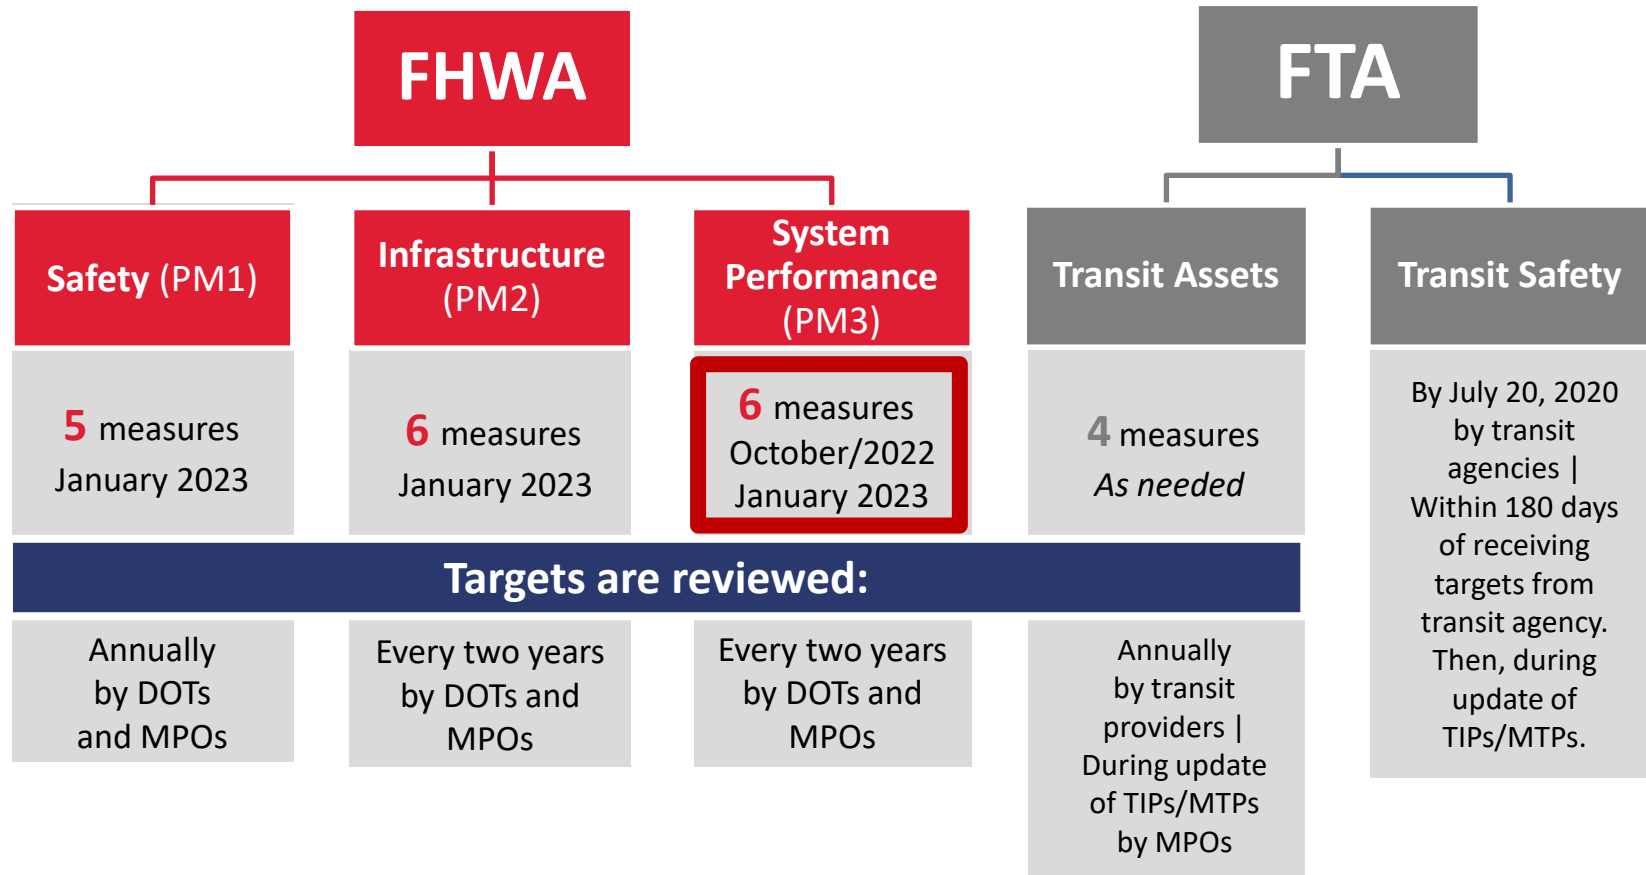 FHWA
FTA
Safety (PM1)
Infrastructure
(PM2)
System
Performance
(PM3)
Transit Assets
Transit Safety
5 measures
January 2023
6 measures
January 2023
6 measures
October/2022
January 2023
4 measures
As needed
By July 20, 2020
by transit
agencies |
Within 180 days
of receiving
targets from
transit agency.
Then, during
update of
TIPs/MTPs.
Targets are reviewed:
Annually
by DOTs
and MPOs
Every two years
by DOTs and
MPOs
Every two years
by DOTs and
MPOs
Annually
by transit
providers |
During update
of TIPs/MTPs
by MPOs